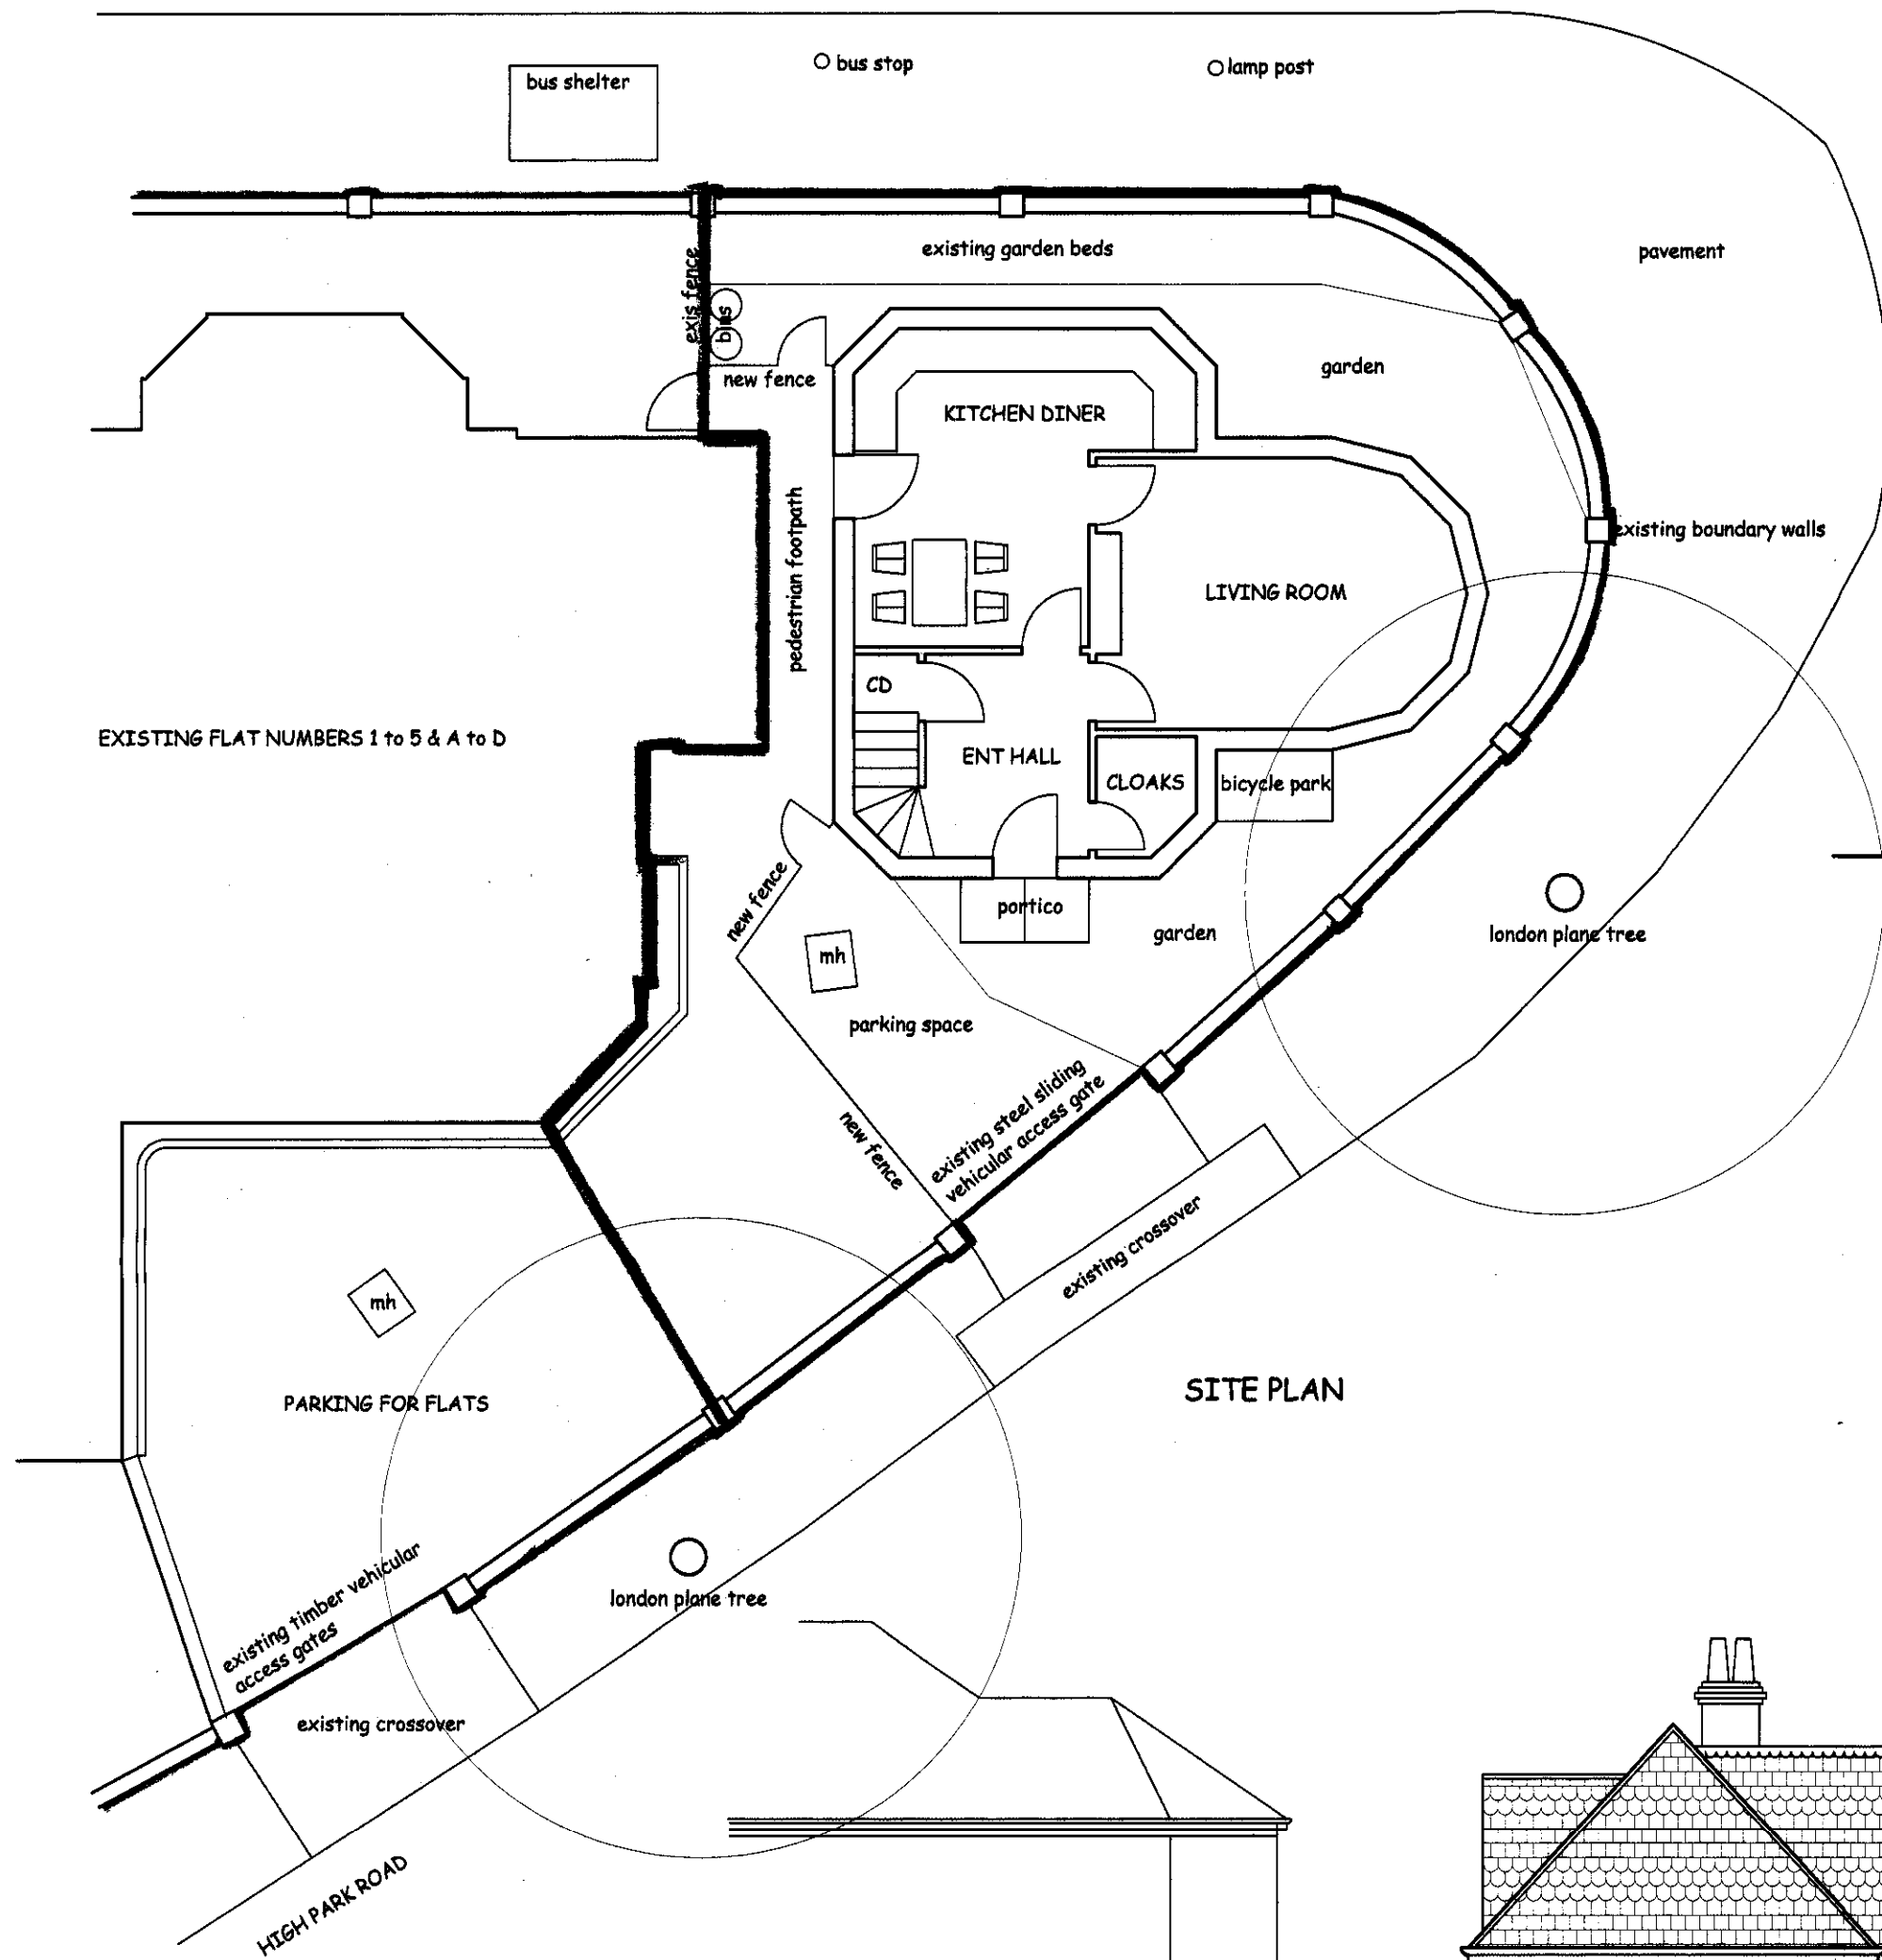 bus shelter
bus stop
lamp post
exis fence
existing garden beds
pavement
bins
new fence
garden
KITCHEN DINER
pedestrian footpath
existing boundary walls
LIVING ROOM
CD
EXISTING FLAT NUMBERS 1 to 5 & A to D
ENT HALL
CLOAKS
bicycle park
new fence
portico
garden
london plane tree
mh
parking space
existing steel sliding
vehicular access gate
new fence
existing crossover
mh
SITE PLAN
PARKING FOR FLATS
london plane tree
existing timber vehicular
access gates
existing crossover
HIGH PARK ROAD